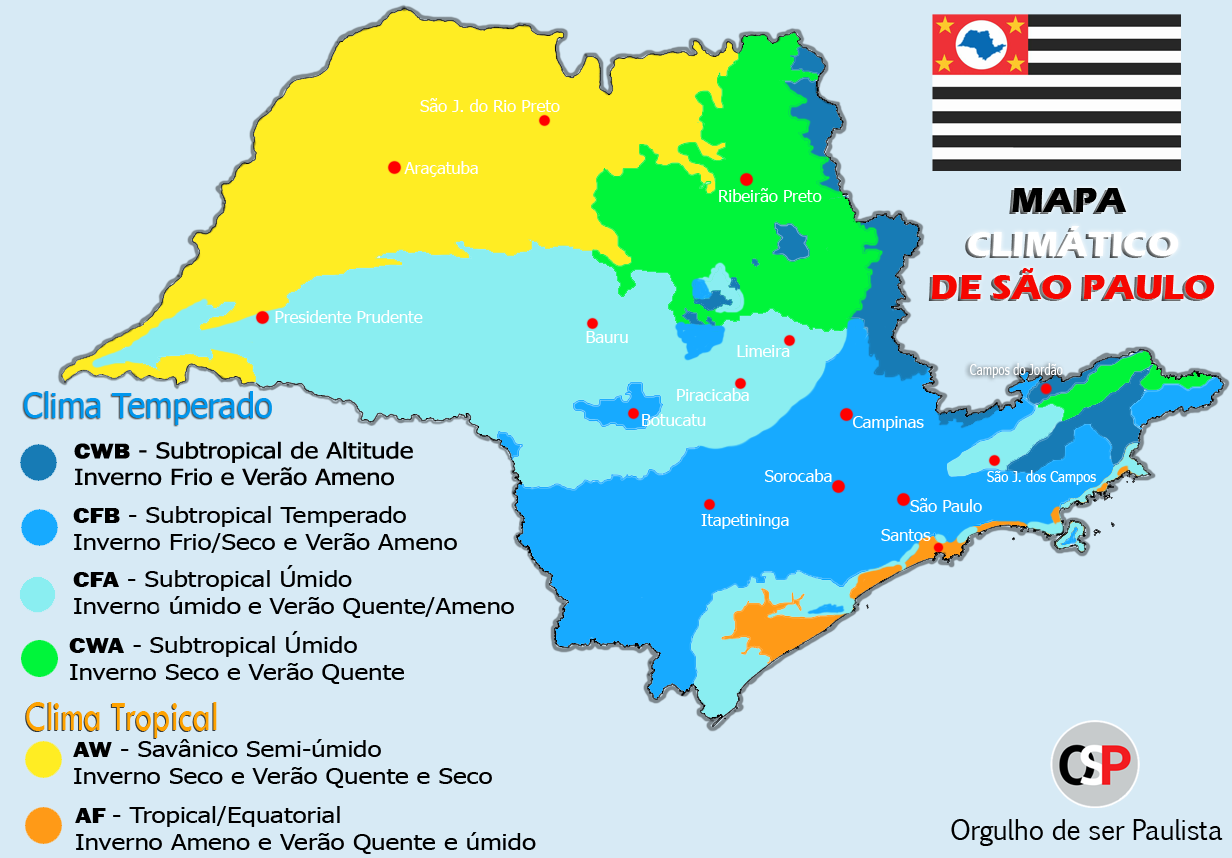 MAPA
CLIMÁTICO
DE SÃO PAULO
São J. do Rio Preto
Araçatuba
Ribeirão Preto
Presidente Prudente
Bauru
Limeira
Campos do Jordão
Piracicaba
Botucatu
Campinas
Sorocaba
São J. dos Campos
São Paulo
Itapetininga
Santos
Clima Temperado
CWB - Subtropical de Altitude
Inverno Frio e Verão Ameno
CFB - Subtropical Temperado
Inverno Frio/Seco e Verão Ameno
CFA - Subtropical Úmido
Inverno úmido e Verão Quente/Ameno
CWA - Subtropical Úmido
Inverno Seco e Verão Quente
Clima Tropical
AW - Savânico Semi-úmido
Inverno Seco e Verão Quente e Seco
AF - Tropical/Equatorial
Inverno Ameno e Verão Quente e úmido
CSP
Orgulho de ser Paulista